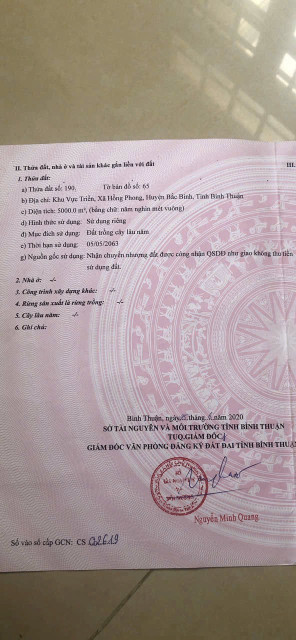 II. Thửa đất, nhà ở và tài sản khác gắn liền với đất
III.
1. Thửa đất:
a) Thửa đất số: 190, Tờ bản đồ số: 65
b) Địa chỉ: Khu Vực Triền, Xã Hồng Phong, Huyện Bắc Bình, Tỉnh Bình Thuận
c) Diện tích: 5000.0 m², (bằng chữ: năm nghìn mét vuông)
d) Hình thức sử dụng: Sử dụng riêng
đ) Mục đích sử dụng: Đất trồng cây lâu năm
e) Thời hạn sử dụng: 05/05/2063
g) Nguồn gốc sử dụng: Nhận chuyển nhượng đất được công nhận QSDĐ như giao không thu tiền
sử dụng đất.
2. Nhà ở: -/-
3. Công trình xây dựng khác: -/-
4. Rừng sản xuất là rừng trồng: -/-
5. Cây lâu năm: -/-
6. Ghi chú:
Bình Thuận, ngày tháng năm 2020
SỞ TÀI NGUYÊN VÀ MÔI TRƯỜNG TỈNH BÌNH THUẬN
TUQ.GIÁM ĐỐC
GIÁM ĐỐC VĂN PHÒNG ĐĂNG KÝ ĐẤT ĐAI TỈNH BÌNH THUẬN
Nguyễn Minh Quang
Số vào sổ cấp GCN: CS 02619